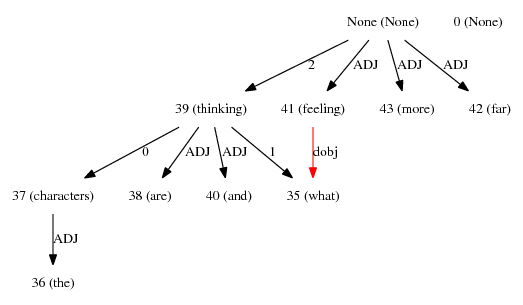 None (None) 0 (None)
2 ADJ ADJ ADJ
39 (thinking) 41 (feeling) 43 (more) 42 (far)
0 ADJ ADJ 1 dobj
37 (characters) 38 (are) 40 (and) 35 (what)
ADJ
36 (the)